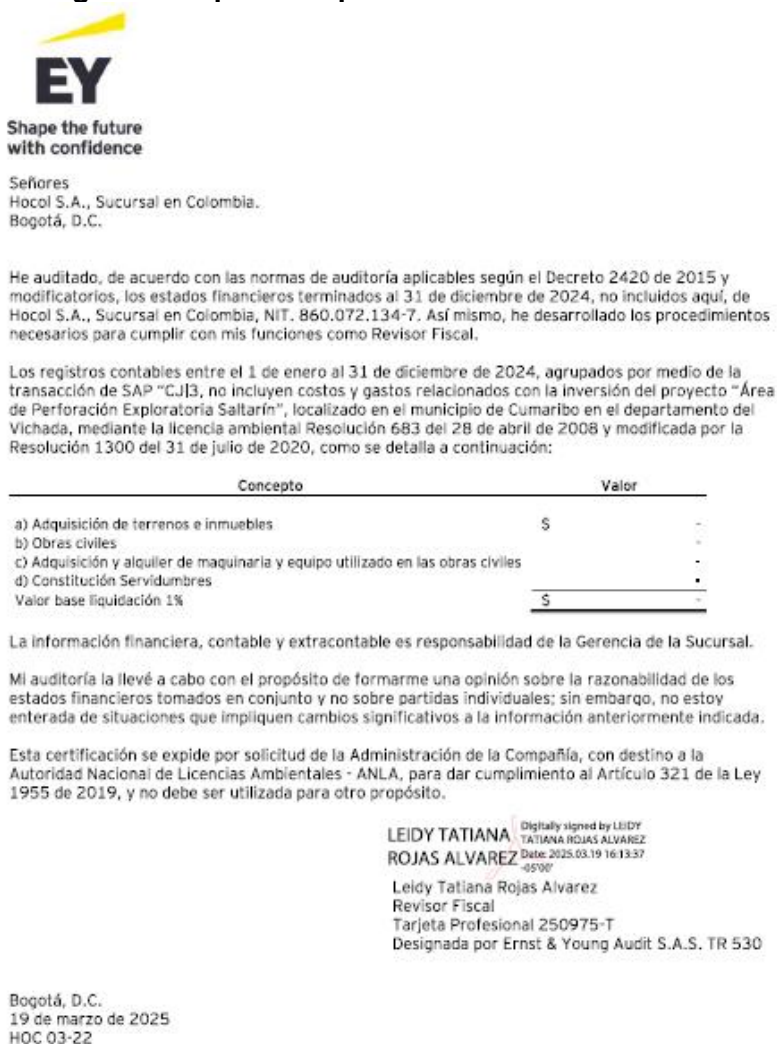 EY
Shape the future
with confidence
Señores
Hocol S.A., Sucursal en Colombia.
Bogotá, D.C.
He auditado, de acuerdo con las normas de auditoría aplicables según el Decreto 2420 de 2015 y
modificatorios, los estados financieros terminados al 31 de diciembre de 2024, no incluidos aquí, de
Hocol S.A., Sucursal en Colombia, NIT. 860.072.134-7. Así mismo, he desarrollado los procedimientos
necesarios para cumplir con mis funciones como Revisor Fiscal.
Los registros contables entre el 1 de enero al 31 de diciembre de 2024, agrupados por medio de la
transacción de SAP "CJ|3, no incluyen costos y gastos relacionados con la inversión del proyecto "Área
de Perforación Exploratoria Saltarín", localizado en el municipio de Cumaribo en el departamento del
Vichada, mediante la licencia ambiental Resolución 683 del 28 de abril de 2008 y modificada por la
Resolución 1300 del 31 de julio de 2020, como se detalla a continuación:
Concepto Valor
a) Adquisición de terrenos e inmuebles $ -
b) Obras civiles -
c) Adquisición y alquiler de maquinaria y equipo utilizado en las obras civiles -
d) Constitución Servidumbres -
Valor base liquidación 1% $ -
La información financiera, contable y extracontable es responsabilidad de la Gerencia de la Sucursal.
Mi auditoría la llevé a cabo con el propósito de formarme una opinión sobre la razonabilidad de los
estados financieros tomados en conjunto y no sobre partidas individuales; sin embargo, no estoy
enterada de situaciones que impliquen cambios significativos a la información anteriormente indicada.
Esta certificación se expide por solicitud de la Administración de la Compañía, con destino a la
Autoridad Nacional de Licencias Ambientales - ANLA, para dar cumplimiento al Artículo 321 de la Ley
1955 de 2019, y no debe ser utilizada para otro propósito.
LEIDY TATIANA
ROJAS ALVAREZ
Digitally signed by LEIDY
TATIANA ROJAS ALVAREZ
Date: 2025.03.19 16:13:37
-05'00'
Leidy Tatiana Rojas Alvarez
Revisor Fiscal
Tarjeta Profesional 250975-T
Designada por Ernst & Young Audit S.A.S. TR 530
Bogotá, D.C.
19 de marzo de 2025
HOC 03-22